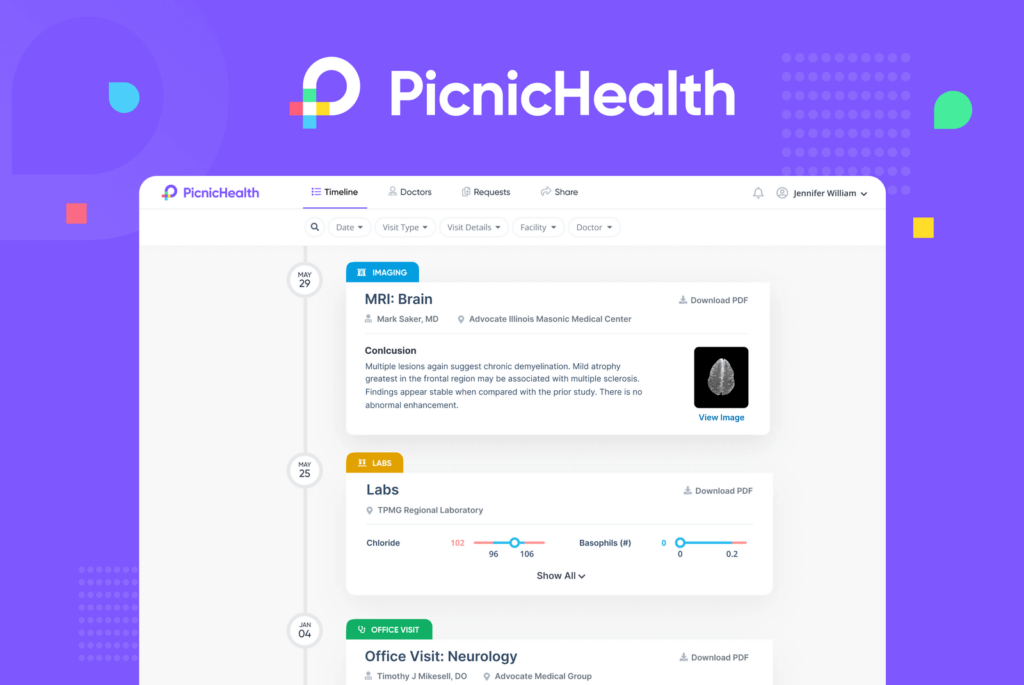 PicnicHealth
PicnicHealth
Timeline
Doctors
Requests
Share
Jennifer William
Date
Visit Type
Visit Details
Facility
Doctor
MAY
29
IMAGING
MRI: Brain
Download PDF
Mark Saker, MD
Advocate Illinois Masonic Medical Center
Conlcusion
Multiple lesions again suggest chronic demyelination. Mild atrophy
greatest in the frontal region may be associated with multiple sclerosis.
Findings appear stable when compared with the prior study. There is no
abnormal enhancement.
View Image
MAY
25
LABS
Labs
Download PDF
TPMG Regional Laboratory
Chloride
102
96
106
Basophils (#)
0
0
0.2
Show All
JAN
04
OFFICE VISIT
Office Visit: Neurology
Download PDF
Timothy J Mikesell, DO
Advocate Medical Group